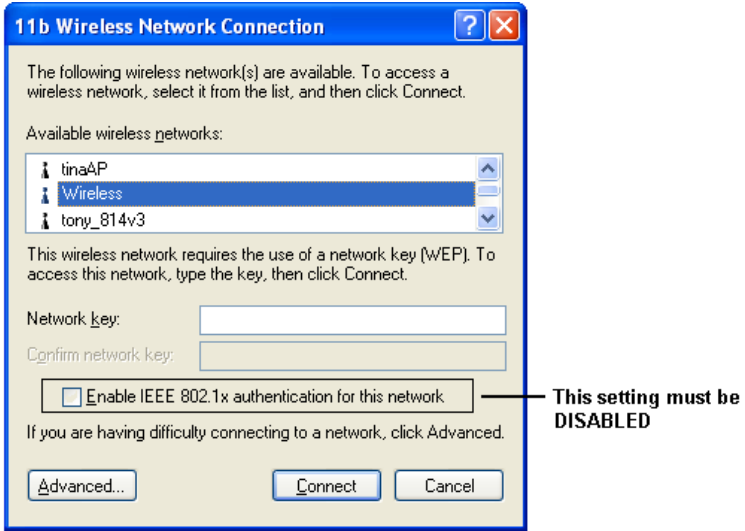 11b Wireless Network Connection
The following wireless network(s) are available. To access a
wireless network, select it from the list, and then click Connect.
Available wireless networks:
tinaAP
Wireless
tony_814v3
This wireless network requires the use of a network key (WEP). To
access this network, type the key, then click Connect.
Network key:
Confirm network key:
Enable IEEE 802.1x authentication for this network
This setting must be
DISABLED
If you are having difficulty connecting to a network, click Advanced.
Advanced...
Connect
Cancel